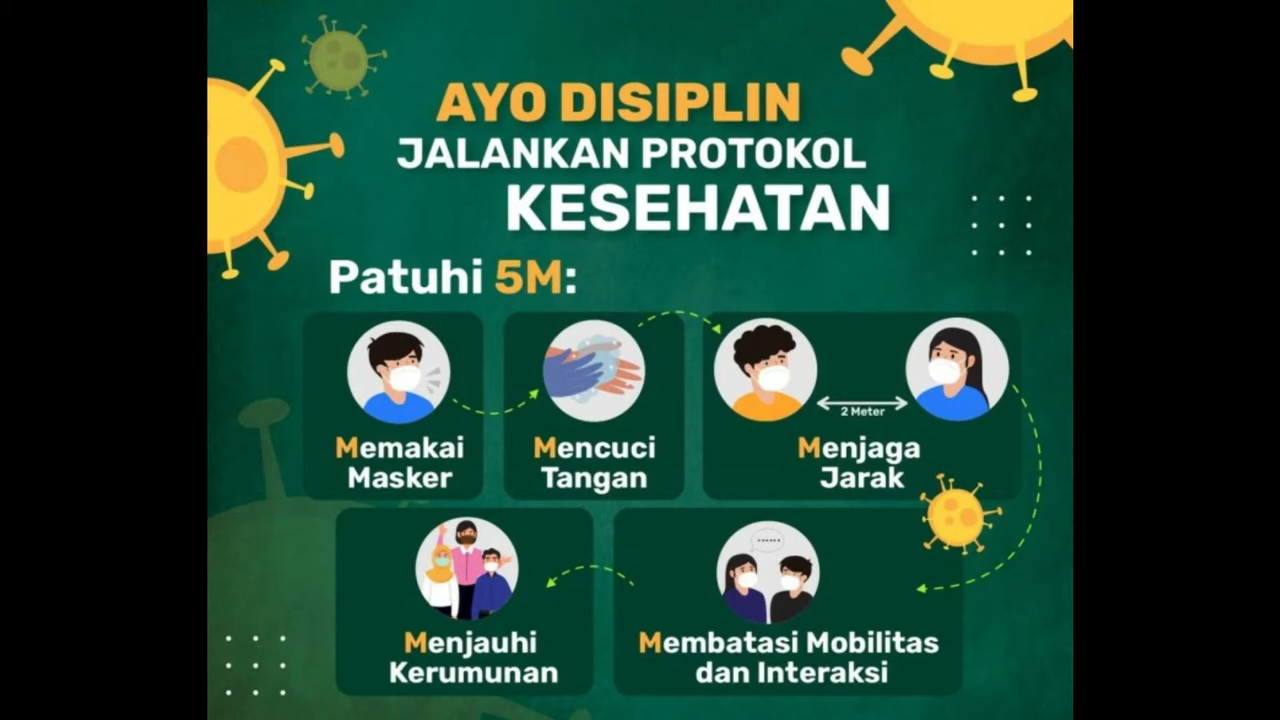 AYO DISIPLIN
JALANKAN PROTOKOL
KESEHATAN
Patuhi 5M:
Memakai
Masker
Mencuci
Tangan
2 Meter
Menjaga
Jarak
Menjauhi
Kerumunan
Membatasi Mobilitas
dan Interaksi